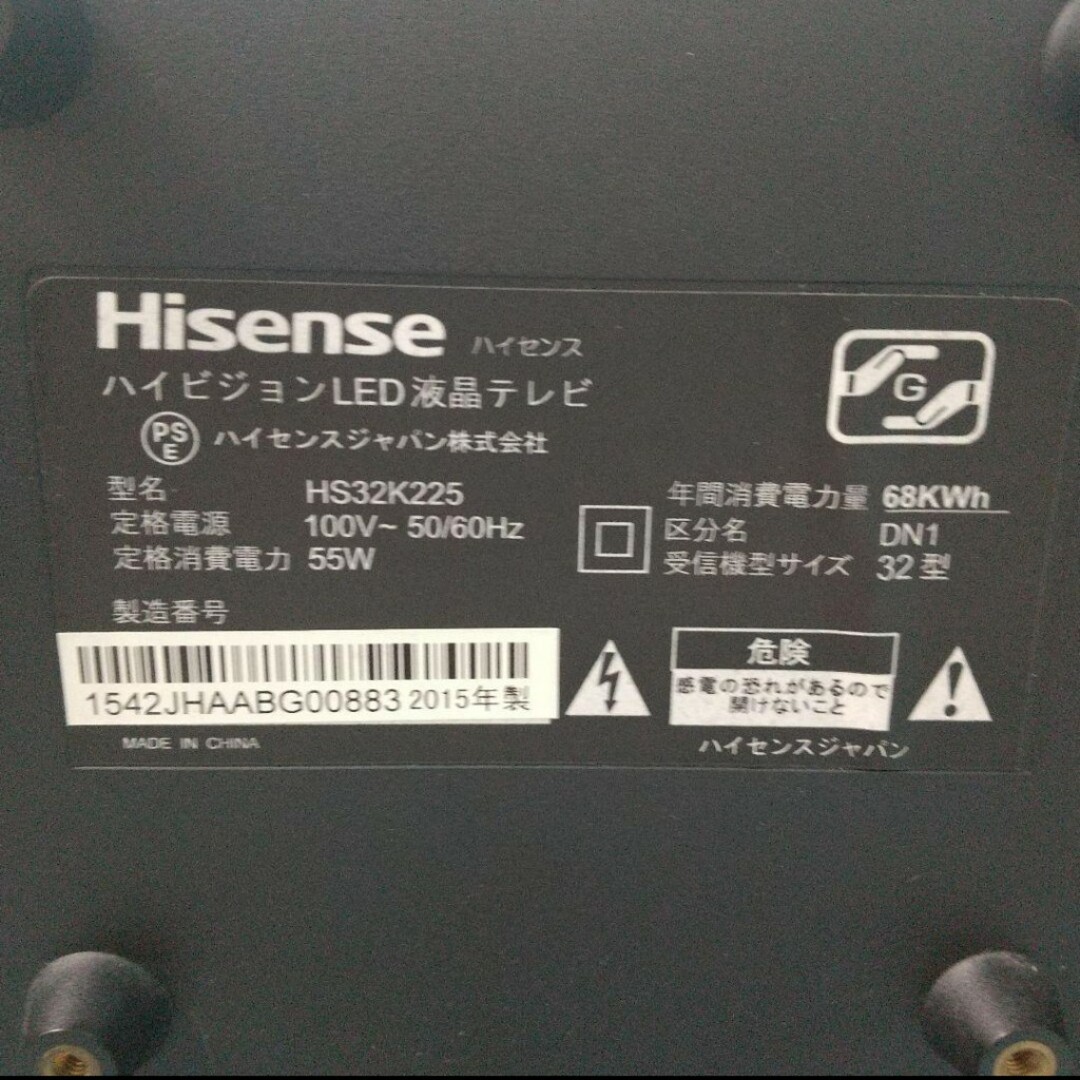 Hisense ハイセンス
ハイビジョンLED液晶テレビ
PSE ハイセンスジャパン株式会社
G
型名 HS32K225
定格電源 100V~ 50/60Hz
定格消費電力 55W
年間消費電力量 68KWh
区分名 DN1
受信機型サイズ 32型
製造番号
1542JHAABG00883 2015年製
MADE IN CHINA
危険
感電の恐れがあるので
開けないこと
ハイセンスジャパン